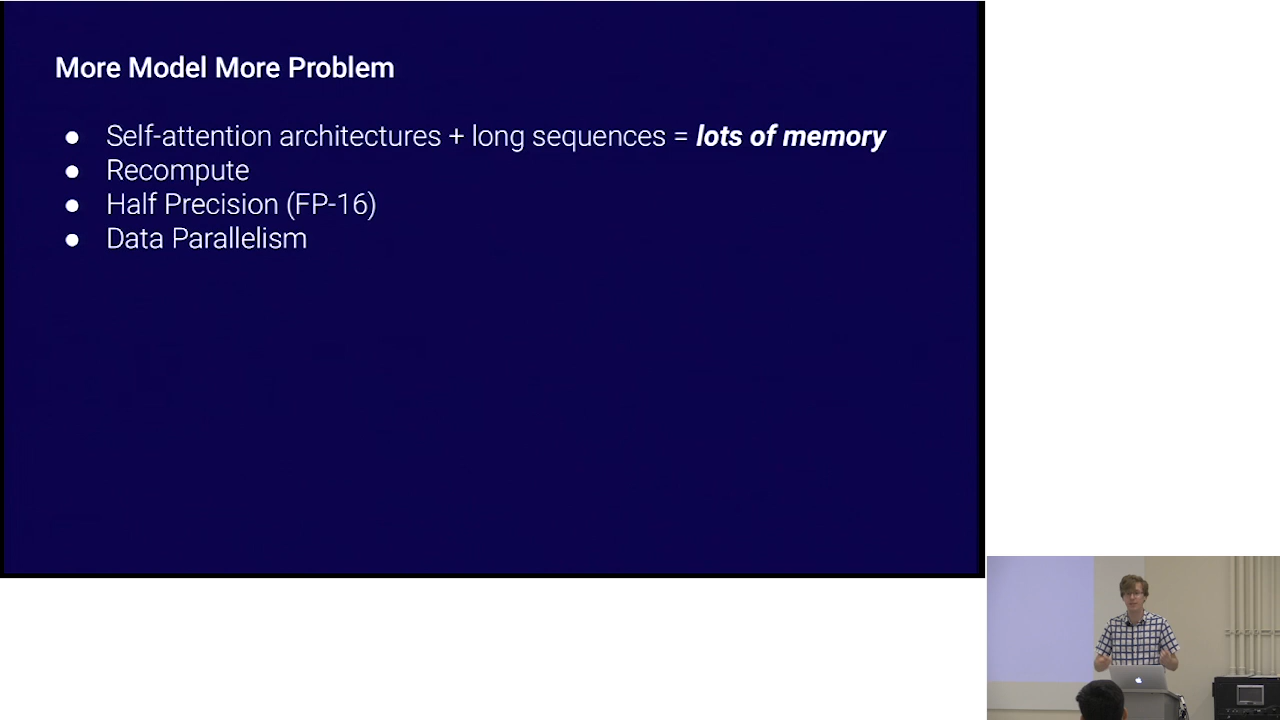 More Model More Problem
● Self-attention architectures + long sequences = lots of memory
● Recompute
● Half Precision (FP-16)
● Data Parallelism